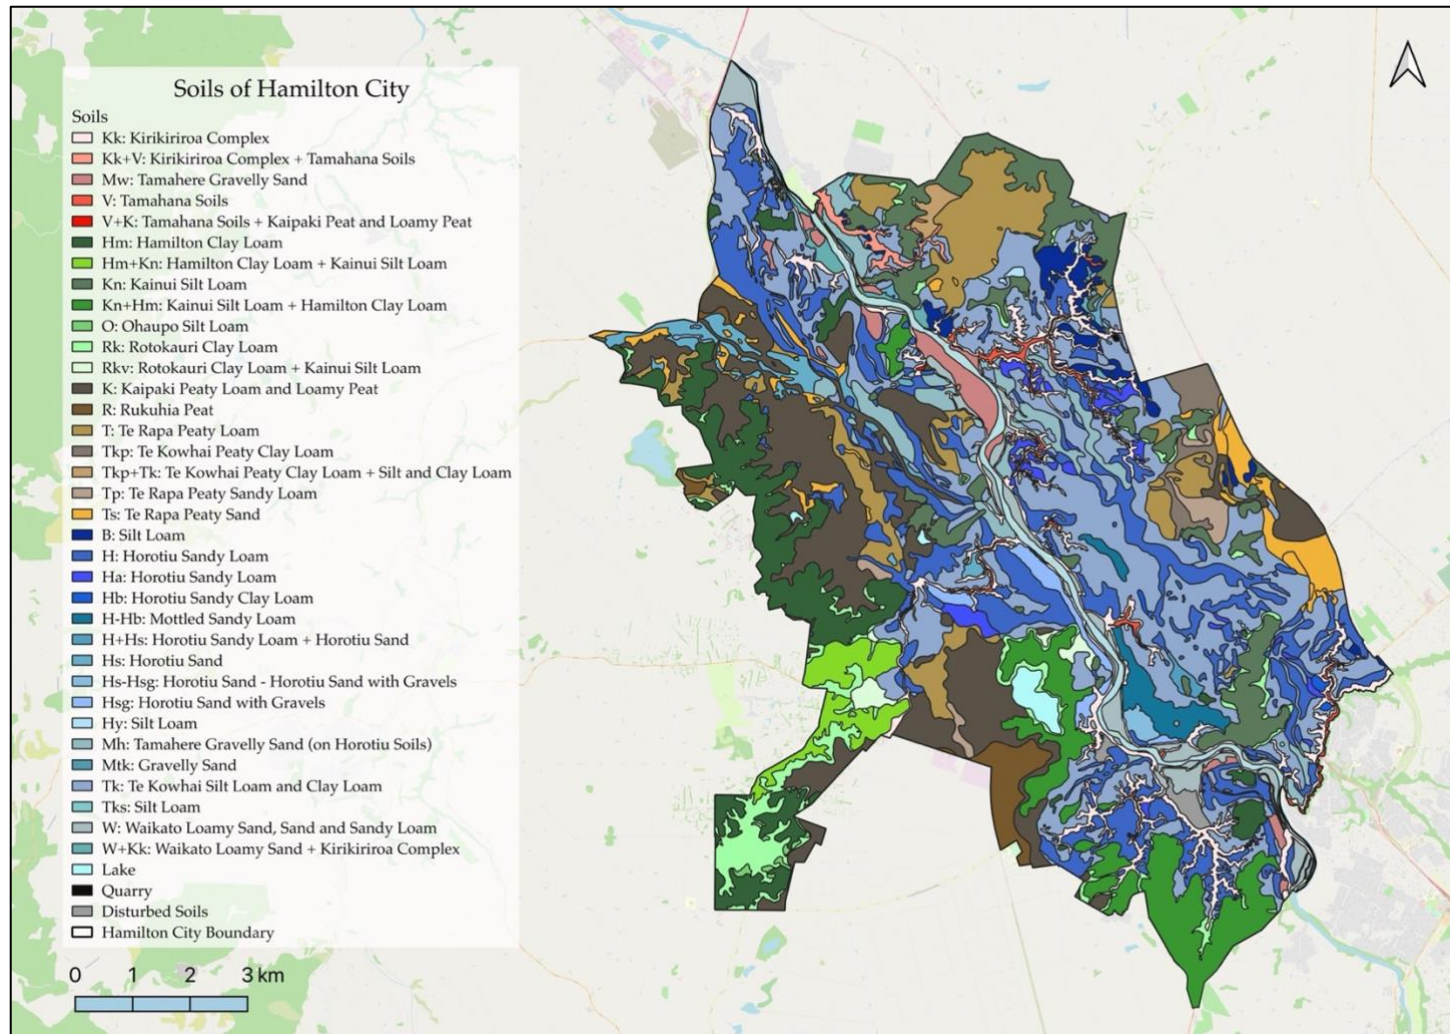 Soils of Hamilton City
Soils
Kk: Kirikiriroa Complex
Kk+V: Kirikiriroa Complex + Tamahana Soils
Mw: Tamahere Gravelly Sand
V: Tamahana Soils
V+K: Tamahana Soils + Kaipaki Peat and Loamy Peat
Hm: Hamilton Clay Loam
Hm+Kn: Hamilton Clay Loam + Kainui Silt Loam
Kn: Kainui Silt Loam
Kn+Hm: Kainui Silt Loam + Hamilton Clay Loam
O: Ohaupo Silt Loam
Rk: Rotokauri Clay Loam
Rkv: Rotokauri Clay Loam + Kainui Silt Loam
K: Kaipaki Peaty Loam and Loamy Peat
R: Rukuhia Peat
T: Te Rapa Peaty Loam
Tkp: Te Kowhai Peaty Clay Loam
Tkp+Tk: Te Kowhai Peaty Clay Loam + Silt and Clay Loam
Tp: Te Rapa Peaty Sandy Loam
Ts: Te Rapa Peaty Sand
B: Silt Loam
H: Horotiu Sandy Loam
Ha: Horotiu Sandy Loam
Hb: Horotiu Sandy Clay Loam
H-Hb: Mottled Sandy Loam
H+Hs: Horotiu Sandy Loam + Horotiu Sand
Hs: Horotiu Sand
Hs-Hsg: Horotiu Sand - Horotiu Sand with Gravels
Hsg: Horotiu Sand with Gravels
Hy: Silt Loam
Mh: Tamahere Gravelly Sand (on Horotiu Soils)
Mtk: Gravelly Sand
Tk: Te Kowhai Silt Loam and Clay Loam
Tks: Silt Loam
W: Waikato Loamy Sand, Sand and Sandy Loam
W+Kk: Waikato Loamy Sand + Kirikiriroa Complex
Lake
Quarry
Disturbed Soils
Hamilton City Boundary
0 1 2 3 km